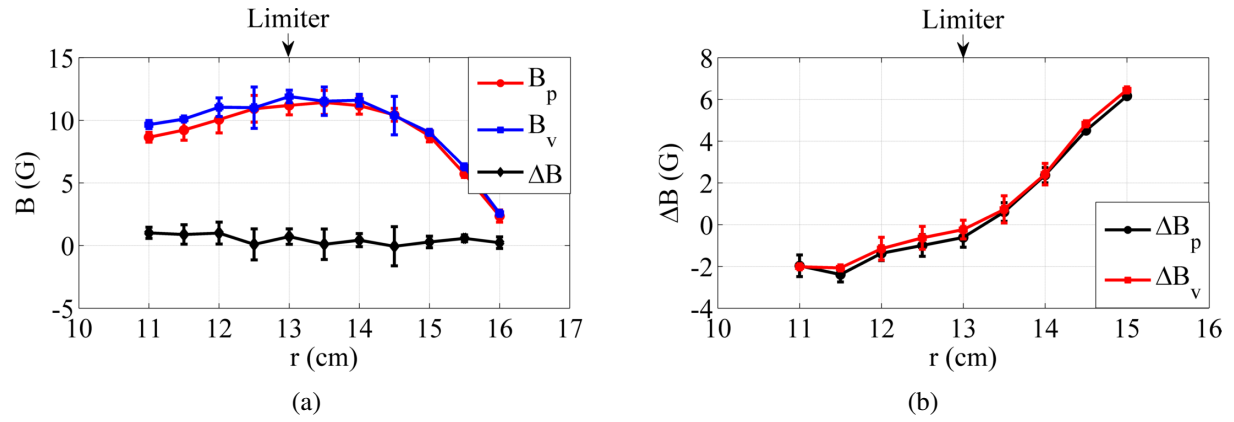 Limiter
15
10
5
0
-5
B (G)
10 11 12 13 14 15 16 17
r (cm)
B_p
B_v
ΔB
(a)
Limiter
8
6
4
2
0
-2
-4
ΔB (G)
10 11 12 13 14 15 16
r (cm)
ΔB_p
ΔB_v
(b)